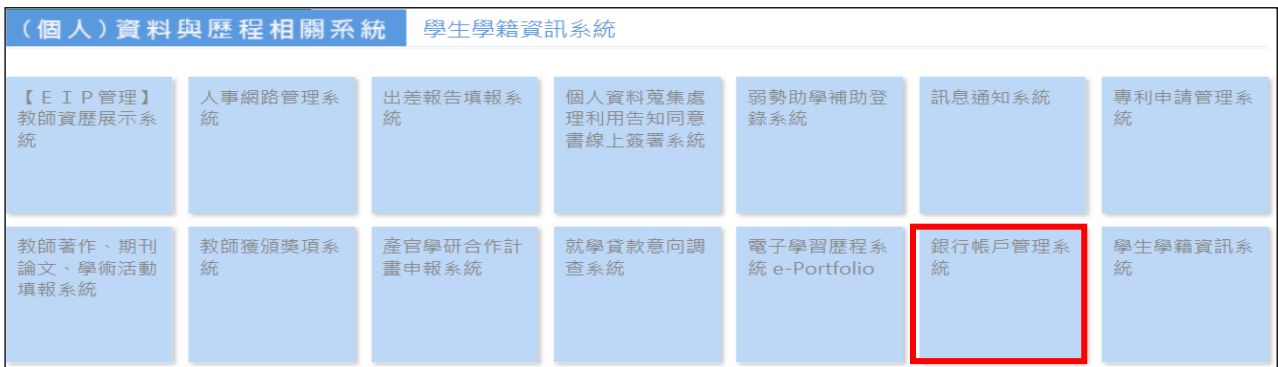 （個人）資料與歷程相關系統
學生學籍資訊系統
【ＥＩＰ管理】
教師資歷展示系
統
人事網路管理系
統
出差報告填報系
統
個人資料蒐集處
理利用告知同意
書線上簽署系統
弱勢助學補助登
錄系統
訊息通知系統
專利申請管理系
統
教師著作、期刊
論文、學術活動
填報系統
教師獲頒獎項系
統
產官學研合作計
畫申報系統
就學貸款意向調
查系統
電子學習歷程系
統 e-Portfolio
銀行帳戶管理系
統
學生學籍資訊系
統